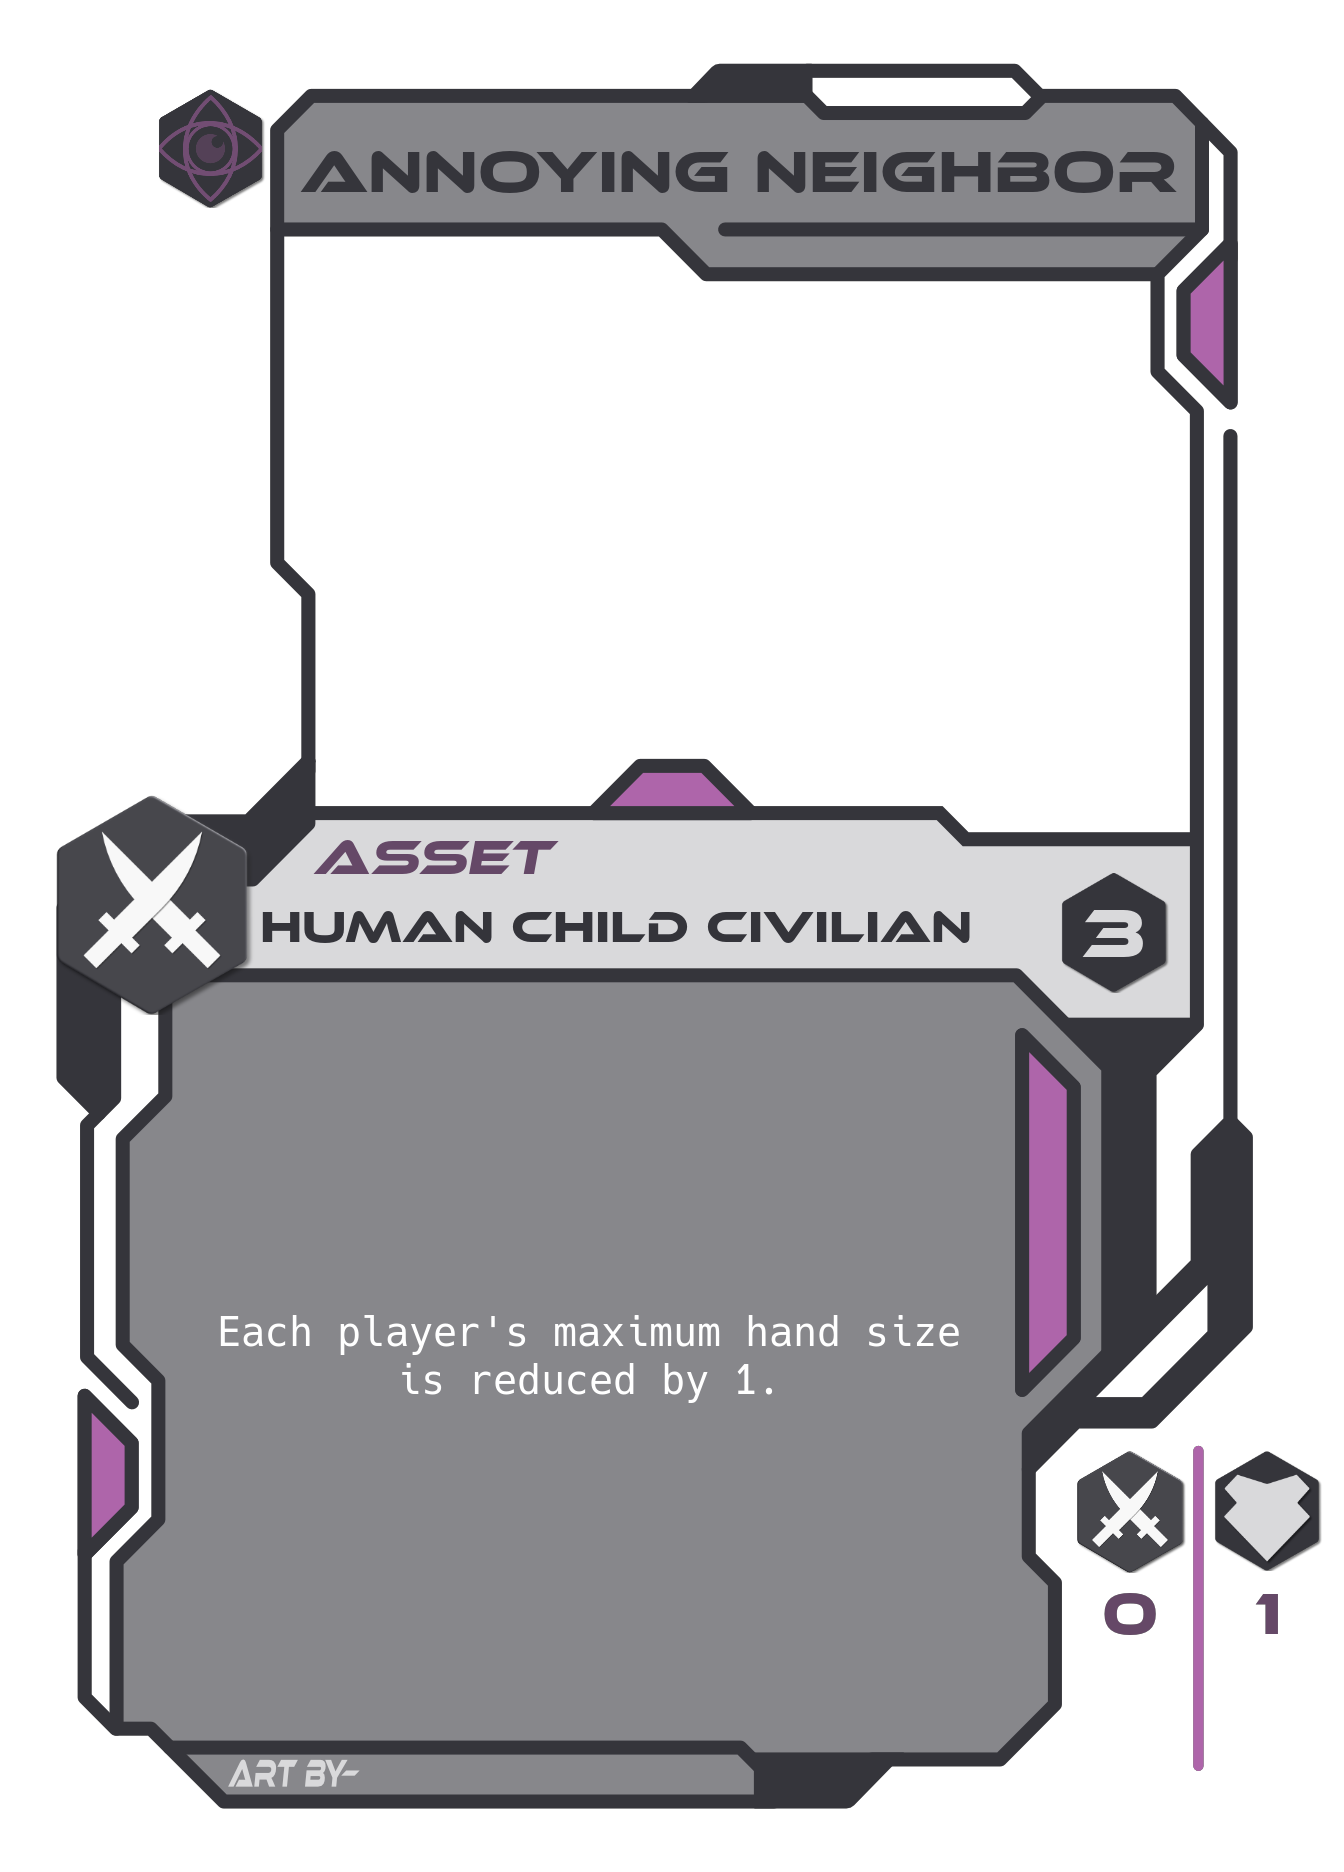 ANNOYING NEIGHBOR
ASSET
HUMAN CHILD CIVILIAN
3
Each player's maximum hand size
is reduced by 1.
0 1
ART BY-